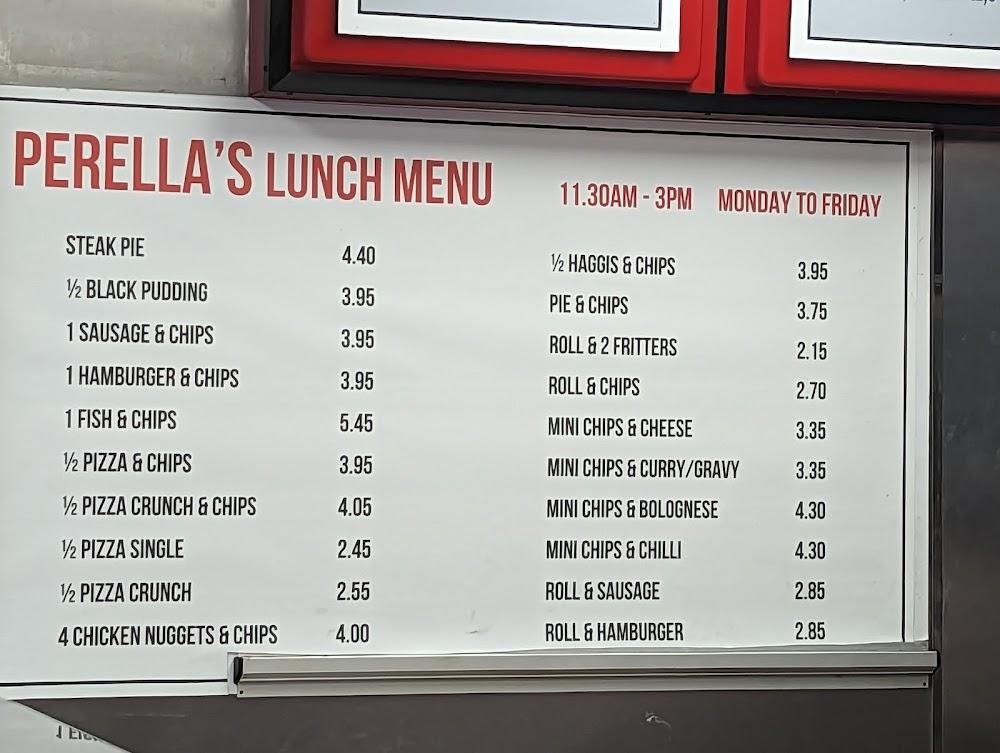 PERELLA'S LUNCH MENU 11.30AM - 3PM MONDAY TO FRIDAY
STEAK PIE 4.40
½ BLACK PUDDING 3.95
1 SAUSAGE & CHIPS 3.95
1 HAMBURGER & CHIPS 3.95
1 FISH & CHIPS 5.45
½ PIZZA & CHIPS 3.95
½ PIZZA CRUNCH & CHIPS 4.05
½ PIZZA SINGLE 2.45
½ PIZZA CRUNCH 2.55
4 CHICKEN NUGGETS & CHIPS 4.00
½ HAGGIS & CHIPS 3.95
PIE & CHIPS 3.75
ROLL & 2 FRITTERS 2.15
ROLL & CHIPS 2.70
MINI CHIPS & CHEESE 3.35
MINI CHIPS & CURRY/GRAVY 3.35
MINI CHIPS & BOLOGNESE 4.30
MINI CHIPS & CHILLI 4.30
ROLL & SAUSAGE 2.85
ROLL & HAMBURGER 2.85